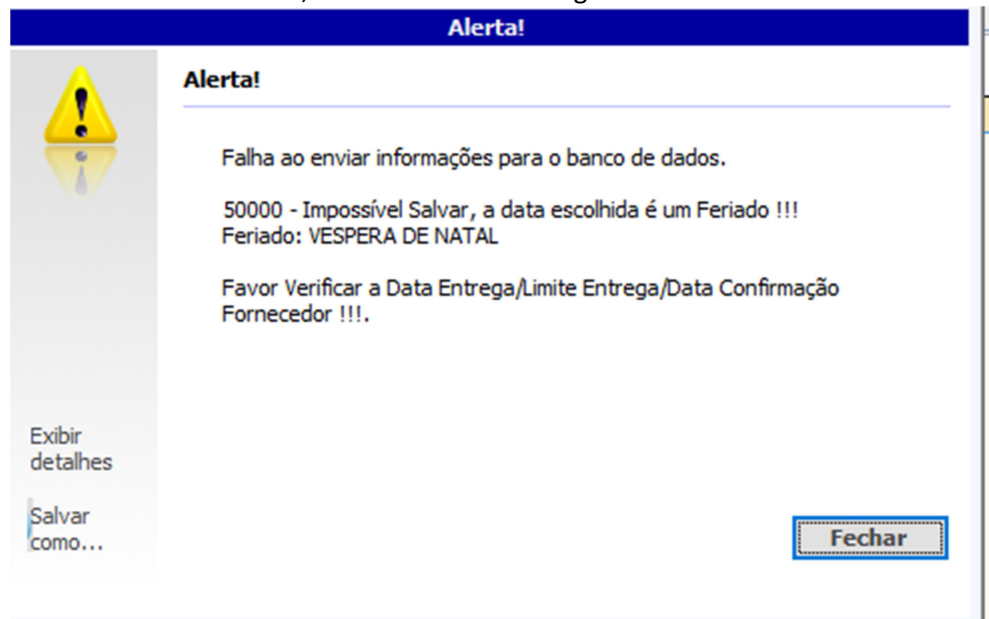 Alerta!
Alerta!
Falha ao enviar informações para o banco de dados.
50000 - Impossível Salvar, a data escolhida é um Feriado !!!
Feriado: VESPERA DE NATAL
Favor Verificar a Data Entrega/Limite Entrega/Data Confirmação
Fornecedor !!!.
Exibir
detalhes
Salvar
como...
Fechar